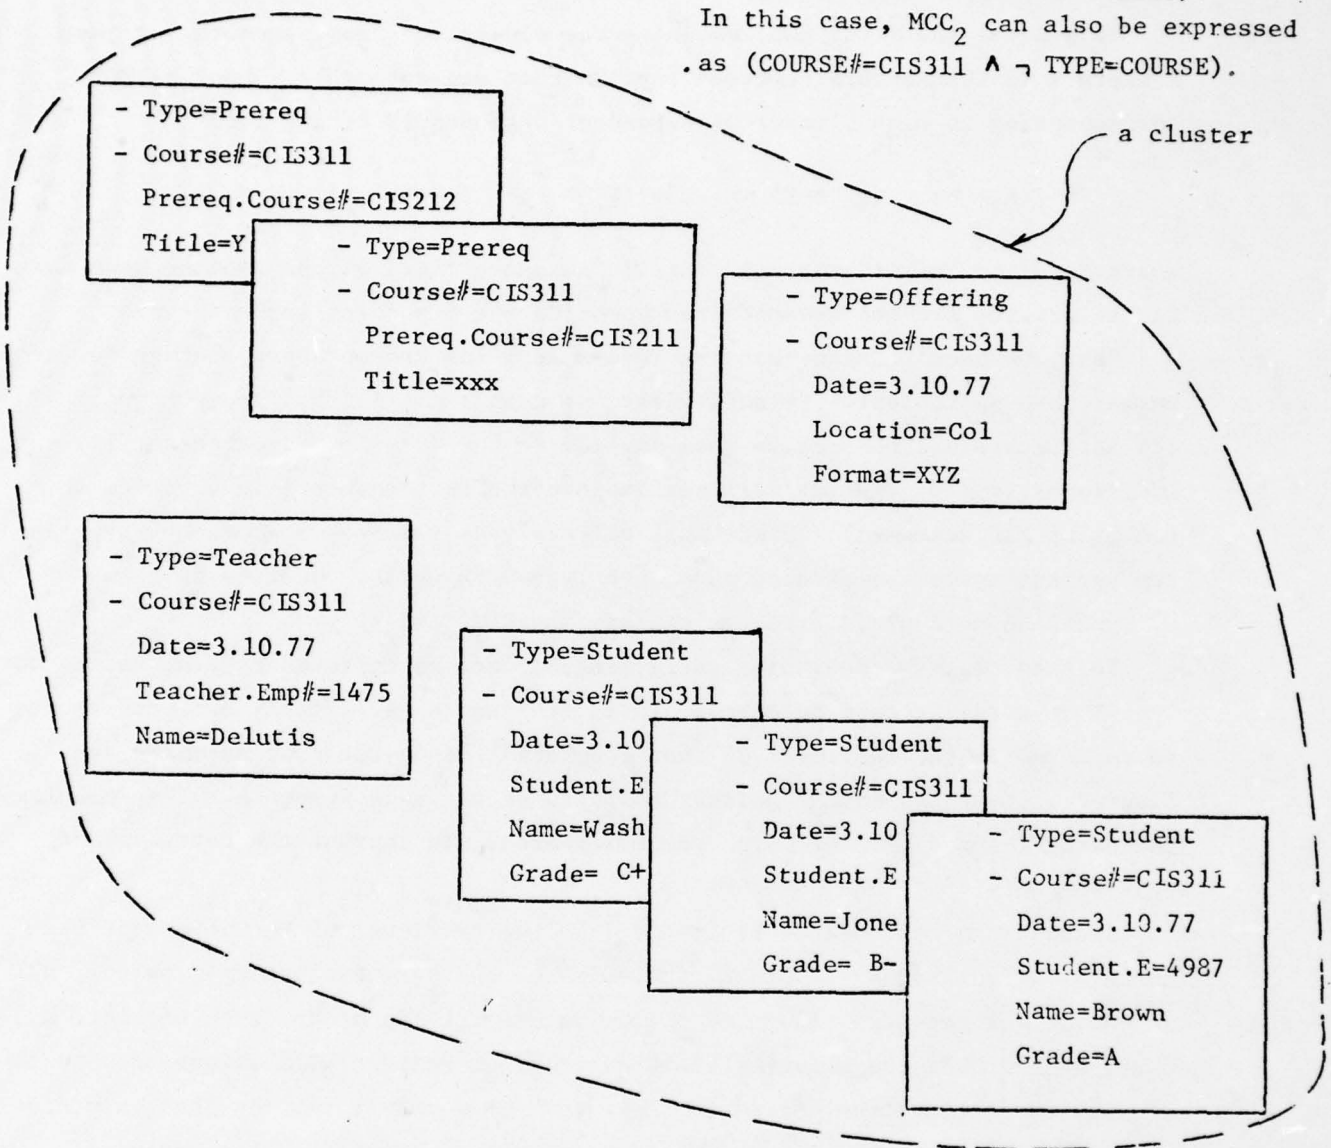 In this case, MCC2 can also be expressed
.as (COURSE#=CIS311 ∧ ¬ TYPE=COURSE).
a cluster
- Type=Prereq
- Course#=CIS311
Prereq.Course#=CIS212
Title=Y
- Type=Prereq
- Course#=CIS311
Prereq.Course#=CIS211
Title=xxx
- Type=Offering
- Course#=CIS311
Date=3.10.77
Location=Col
Format=XYZ
- Type=Teacher
- Course#=CIS311
Date=3.10.77
Teacher.Emp#=1475
Name=Delutis
- Type=Student
- Course#=CIS311
Date=3.10
Student.E
Name=Wash
Grade= C+
- Type=Student
- Course#=CIS311
Date=3.10
Student.E
Name=Jone
Grade= B-
- Type=Student
- Course#=CIS311
Date=3.10.77
Student.E=4987
Name=Brown
Grade=A